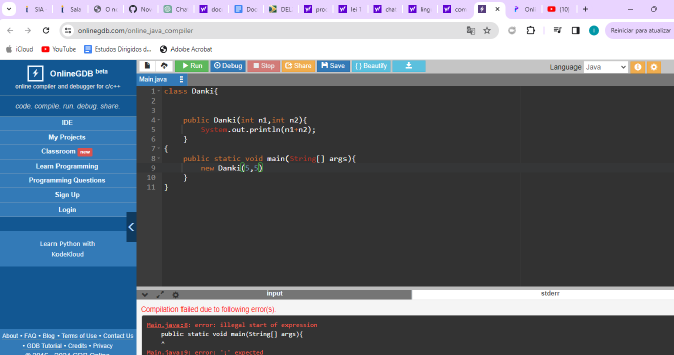 SIA
Sala
O n
Nov
Cha
doc
Doc
DEL
pro
lei 1
cha
ling
con
Onli
(10)
onlinegdb.com/online_java_compiler
Reiniciar para atualizar
iCloud
YouTube
Estudos Dirigidos d...
Adobe Acrobat
OnlineGDB beta
online compiler and debugger for c/c++
code. compile. run. debug. share.
IDE
My Projects
Classroom new
Learn Programming
Programming Questions
Sign Up
Login
Learn Python with
KodeKloud
About • FAQ • Blog • Terms of Use • Contact Us
• GDB Tutorial • Credits • Privacy
© 2016 - 2024 GDB Online
Run
Debug
Stop
Share
Save
{ } Beautify
Language Java
Main.java
1 class Danki{
2
3
4 public Danki(int n1,int n2){
5 System.out.println(n1+n2);
6 }
7 {
8 public static void main(String[] args){
9 new Danki(5,5)
10 }
11 }
input
stderr
Compilation failed due to following error(s).
Main.java:8: error: illegal start of expression
public static void main(String[] args){
^
Main.java:9: error: ';' expected